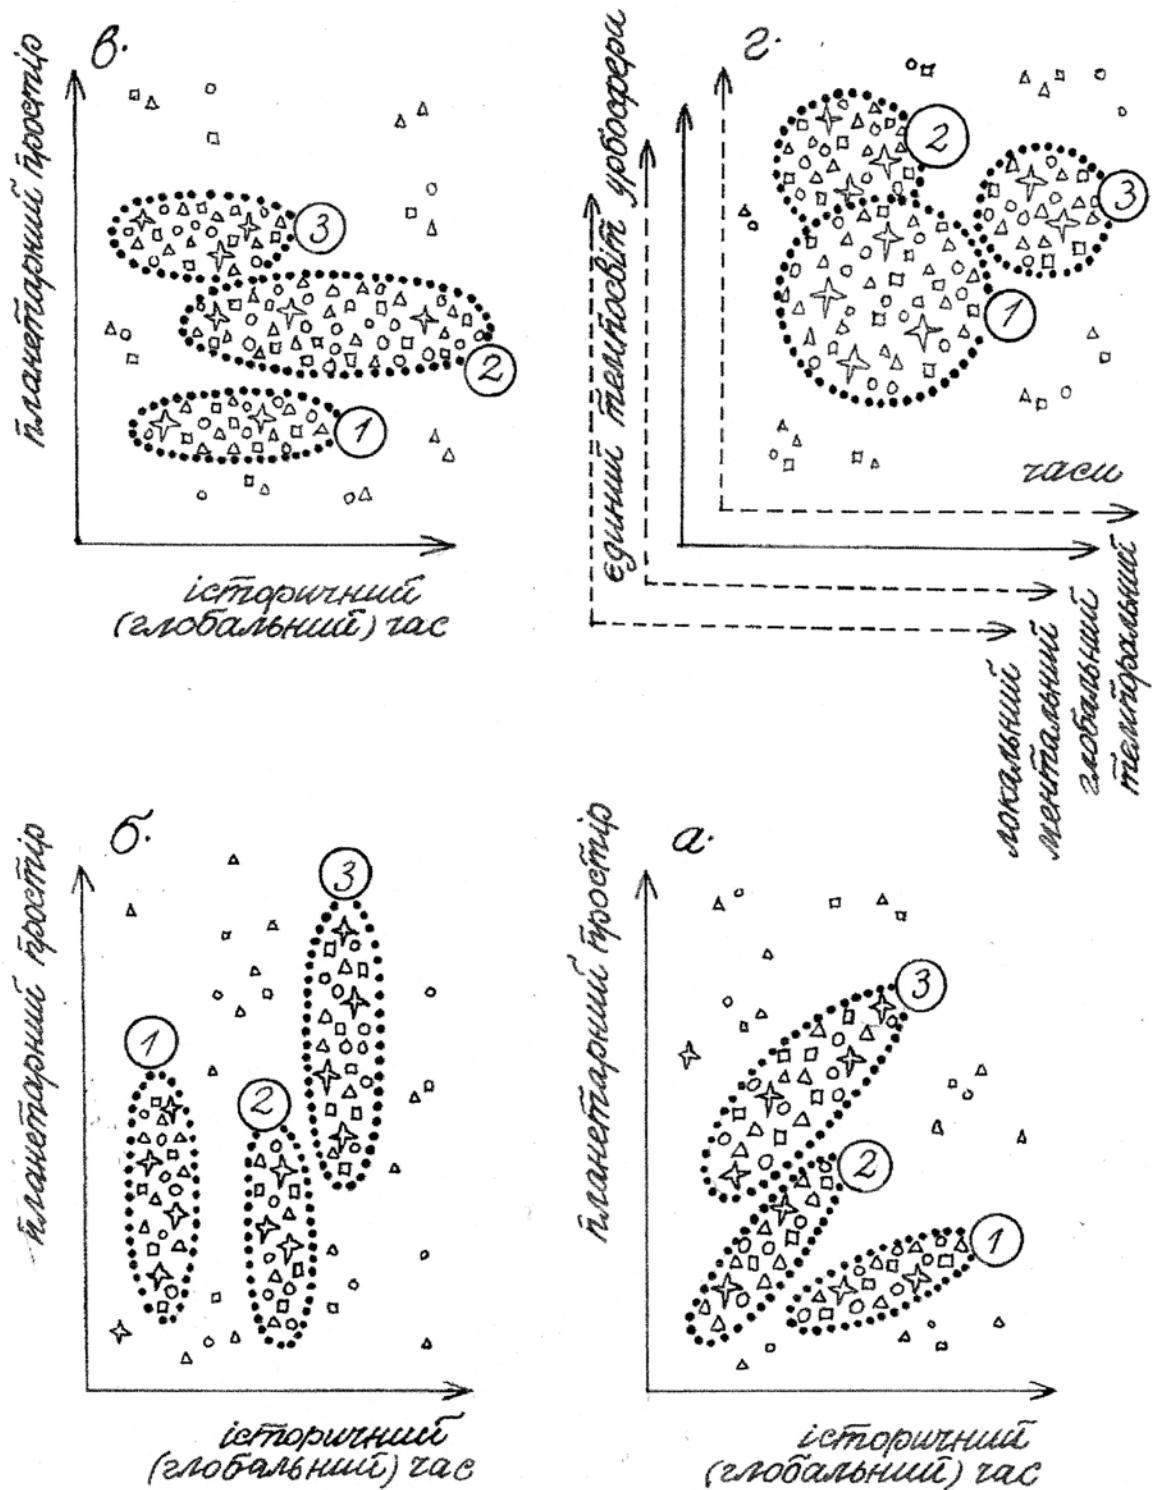 в.
планетарний простір
3
2
1
історичний
(глобальний) час
г.
єдиний темпосвіт урбосфери
2
3
1
часи
локальний
ментальний
глобальний
темпоральний
б.
планетарний простір
3
1
2
історичний
(глобальний) час
а.
планетарний простір
3
2
1
історичний
(глобальний) час